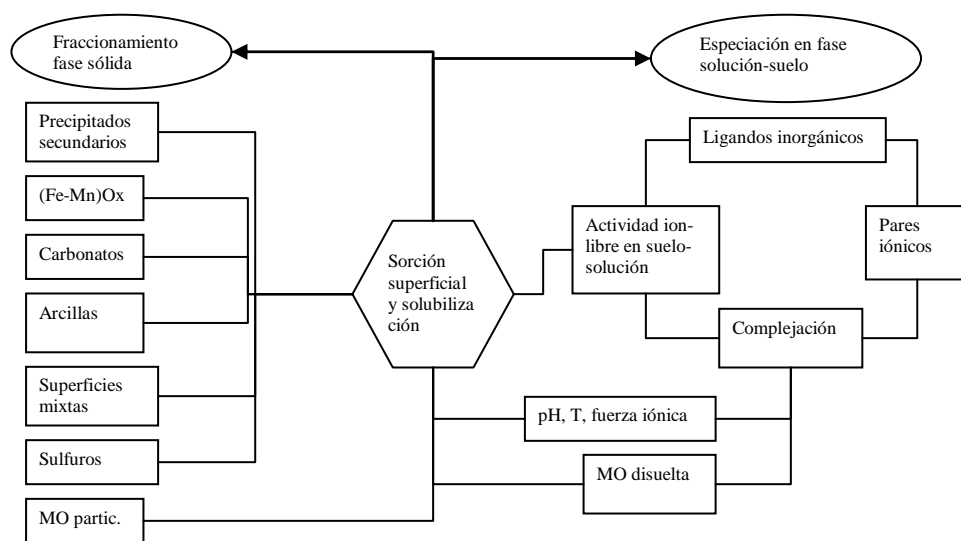 Fraccionamiento
fase sólida
Especiación en fase
solución-suelo
Precipitados
secundarios
(Fe-Mn)Ox
Carbonatos
Arcillas
Superficies
mixtas
Sulfuros
MO partic.
Sorción
superficial
y solubiliza
ción
Ligandos inorgánicos
Actividad ion-
libre en suelo-
solución
Pares
iónicos
Complejación
pH, T, fuerza iónica
MO disuelta